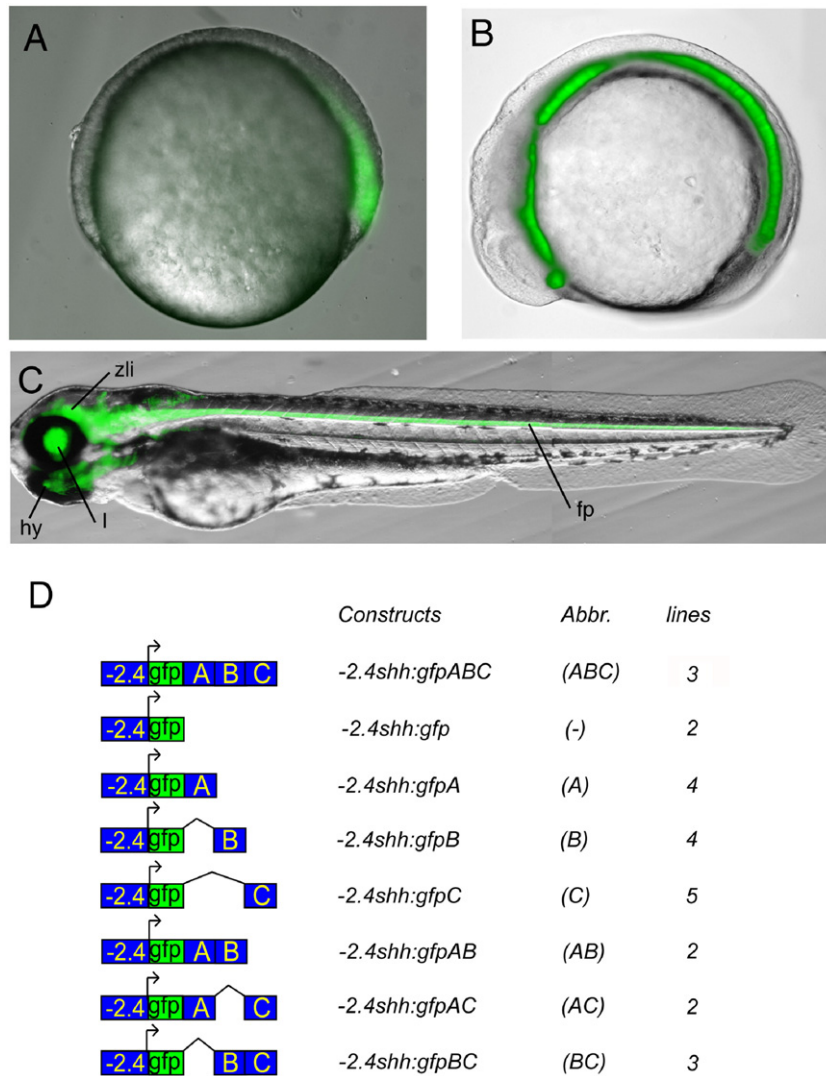 A
B
C
zli
hy
l
fp
D
Constructs Abbr. lines
-2.4 gfp A B C -2.4shh:gfpABC (ABC) 3
-2.4 gfp -2.4shh:gfp (-) 2
-2.4 gfp A -2.4shh:gfpA (A) 4
-2.4 gfp B -2.4shh:gfpB (B) 4
-2.4 gfp C -2.4shh:gfpC (C) 5
-2.4 gfp A B -2.4shh:gfpAB (AB) 2
-2.4 gfp A C -2.4shh:gfpAC (AC) 2
-2.4 gfp B C -2.4shh:gfpBC (BC) 3